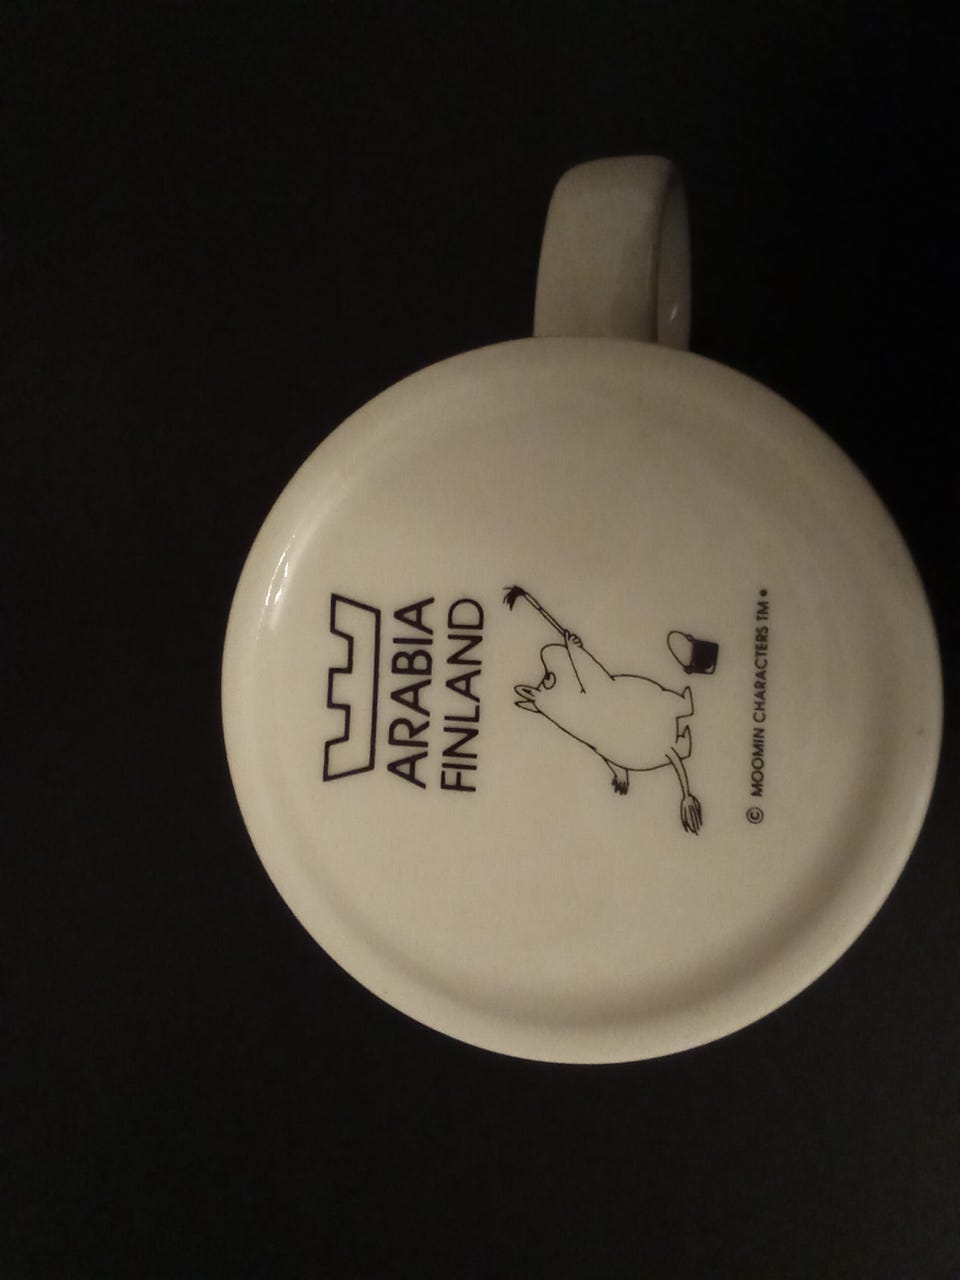 ARABIA
FINLAND
© MOOMIN CHARACTERS TM •